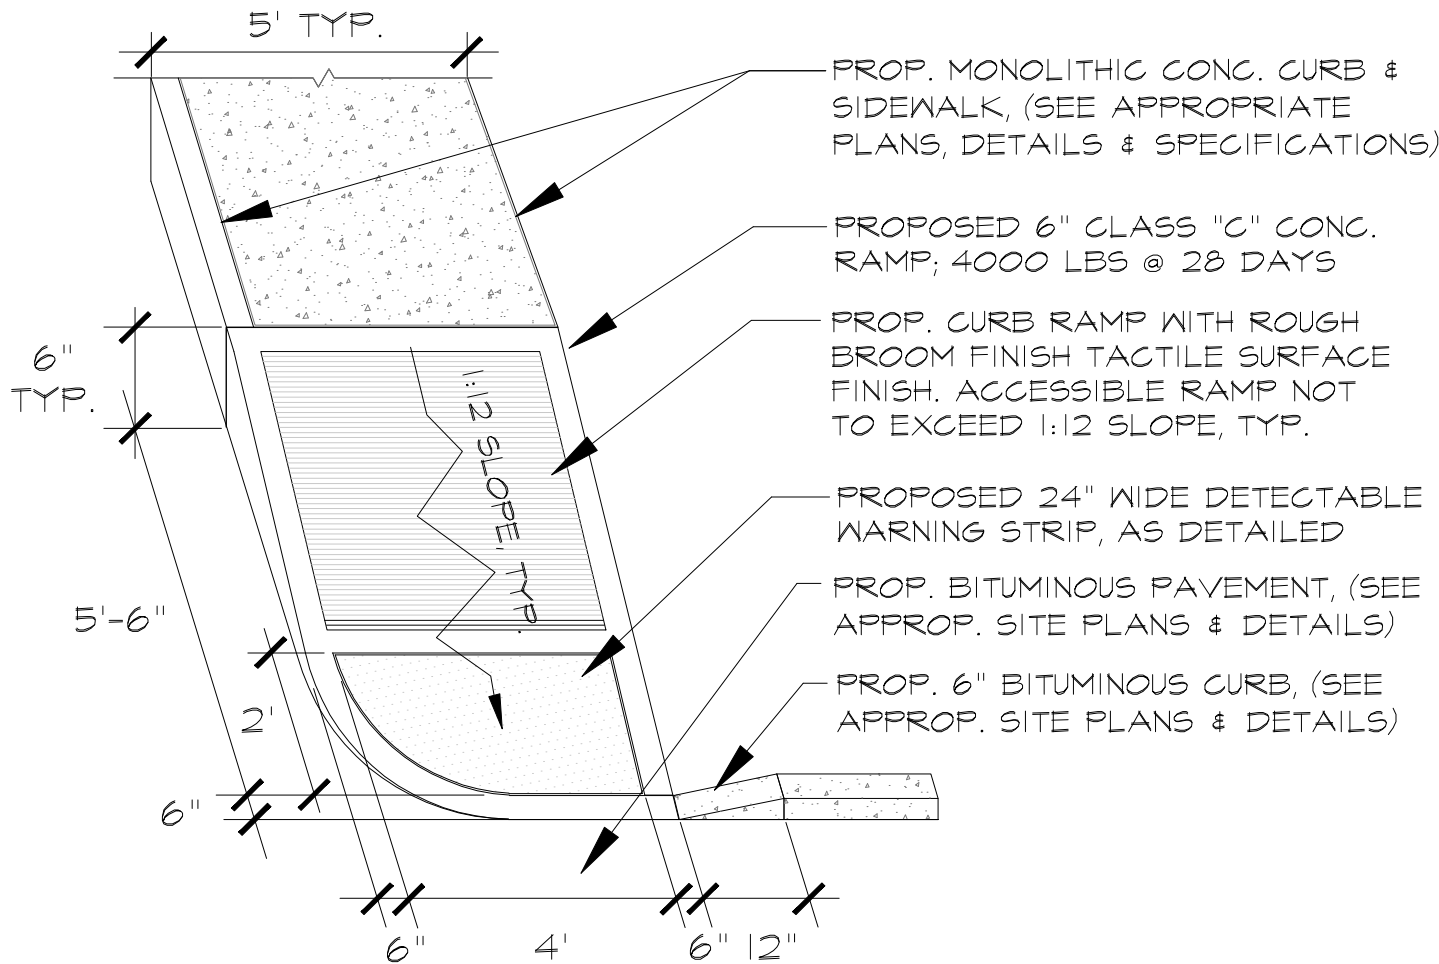 5' TYP.
PROP. MONOLITHIC CONC. CURB &
SIDEWALK, (SEE APPROPRIATE
PLANS, DETAILS & SPECIFICATIONS)
PROPOSED 6" CLASS "C" CONC.
RAMP; 4000 LBS @ 28 DAYS
PROP. CURB RAMP WITH ROUGH
BROOM FINISH TACTILE SURFACE
FINISH. ACCESSIBLE RAMP NOT
TO EXCEED 1:12 SLOPE, TYP.
6"
TYP.
1:12 SLOPE, TYP.
PROPOSED 24" WIDE DETECTABLE
WARNING STRIP, AS DETAILED
PROP. BITUMINOUS PAVEMENT, (SEE
APPROP. SITE PLANS & DETAILS)
5'-6"
PROP. 6" BITUMINOUS CURB, (SEE
APPROP. SITE PLANS & DETAILS)
2'
6"
6"
4'
6"
12"